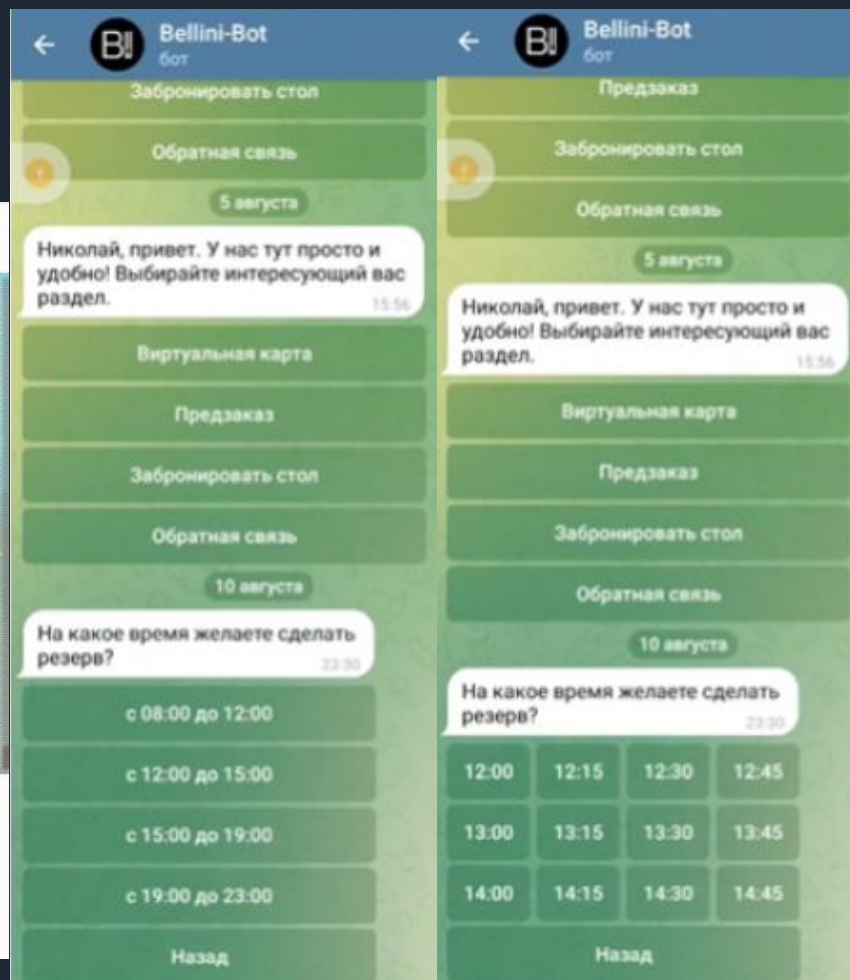 Bellini-Bot
бот
Забронировать стол
Обратная связь
5 августа
Николай, привет. У нас тут просто и
удобно! Выбирайте интересующий вас
раздел.
15:56
Виртуальная карта
Предзаказ
Забронировать стол
Обратная связь
10 августа
На какое время желаете сделать
резерв?
23:30
с 08:00 до 12:00
с 12:00 до 15:00
с 15:00 до 19:00
с 19:00 до 23:00
Назад
Bellini-Bot
бот
Предзаказ
Забронировать стол
Обратная связь
5 августа
Николай, привет. У нас тут просто и
удобно! Выбирайте интересующий вас
раздел.
15:56
Виртуальная карта
Предзаказ
Забронировать стол
Обратная связь
10 августа
На какое время желаете сделать
резерв?
23:30
12:00 12:15 12:30 12:45
13:00 13:15 13:30 13:45
14:00 14:15 14:30 14:45
Назад